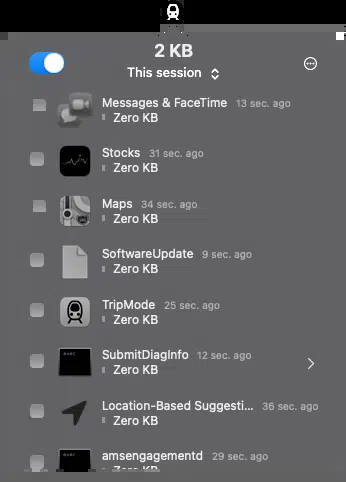 2 KB
This session
Messages & FaceTime 13 sec. ago
Zero KB
Stocks 31 sec. ago
Zero KB
Maps 34 sec. ago
Zero KB
SoftwareUpdate 9 sec. ago
Zero KB
TripMode 25 sec. ago
Zero KB
SubmitDiagInfo 12 sec. ago
Zero KB
Location-Based Suggesti... 36 sec. ago
Zero KB
amsengagementd 29 sec. ago
Zero KB